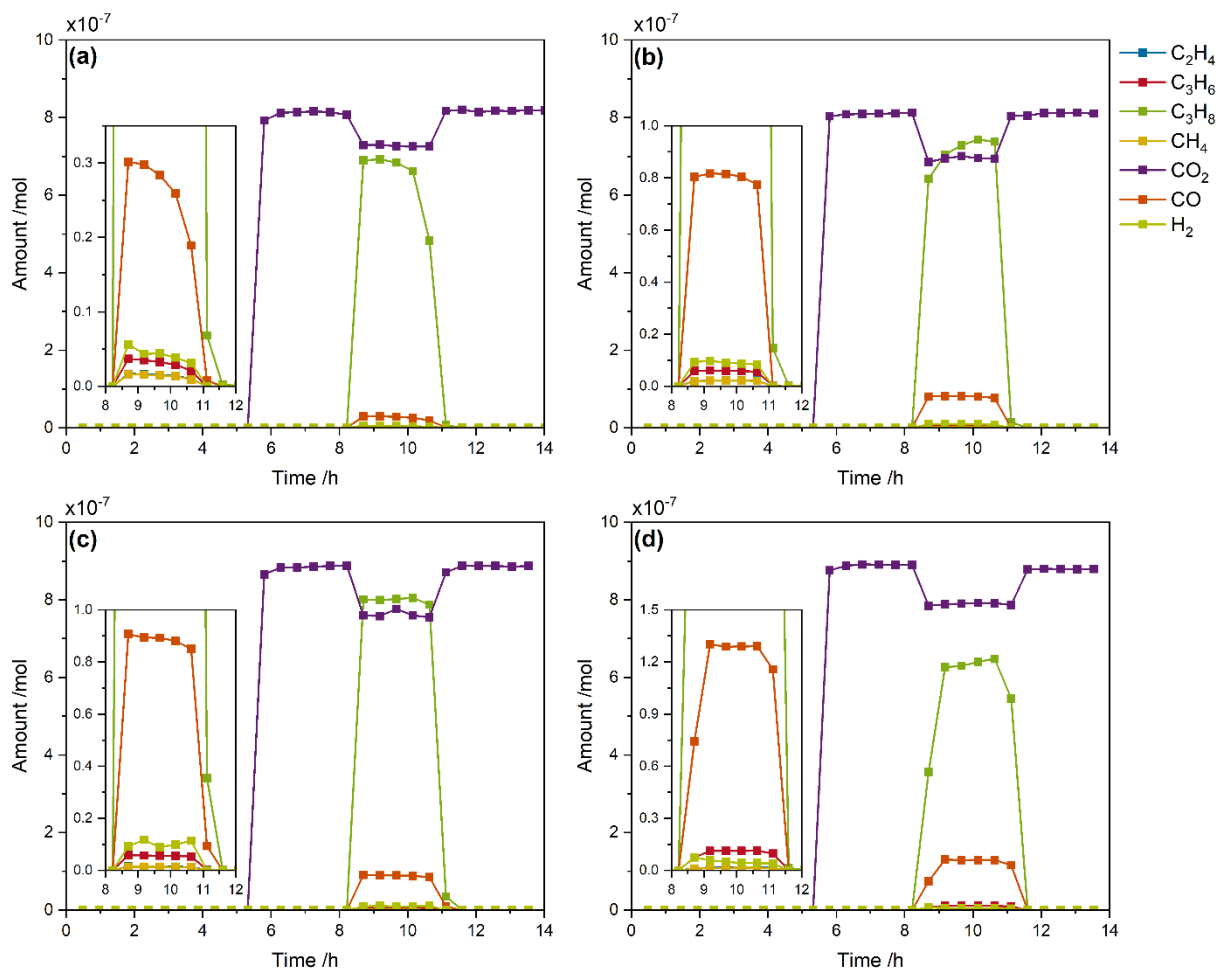 x10⁻⁷
(a)
10
8
6
4
2
0
Amount /mol
0 2 4 6 8 10 12 14
Time /h
0.3
0.2
0.1
0.0
8 9 10 11 12
x10⁻⁷
(b)
10
8
6
4
2
0
Amount /mol
0 2 4 6 8 10 12 14
Time /h
1.0
0.8
0.6
0.4
0.2
0.0
8 9 10 11 12
C₂H₄
C₃H₆
C₃H₈
CH₄
CO₂
CO
H₂
x10⁻⁷
(c)
10
8
6
4
2
0
Amount /mol
0 2 4 6 8 10 12 14
Time /h
1.0
0.8
0.6
0.4
0.2
0.0
8 9 10 11 12
x10⁻⁷
(d)
10
8
6
4
2
0
Amount /mol
0 2 4 6 8 10 12 14
Time /h
1.5
1.2
0.9
0.6
0.3
0.0
8 9 10 11 12